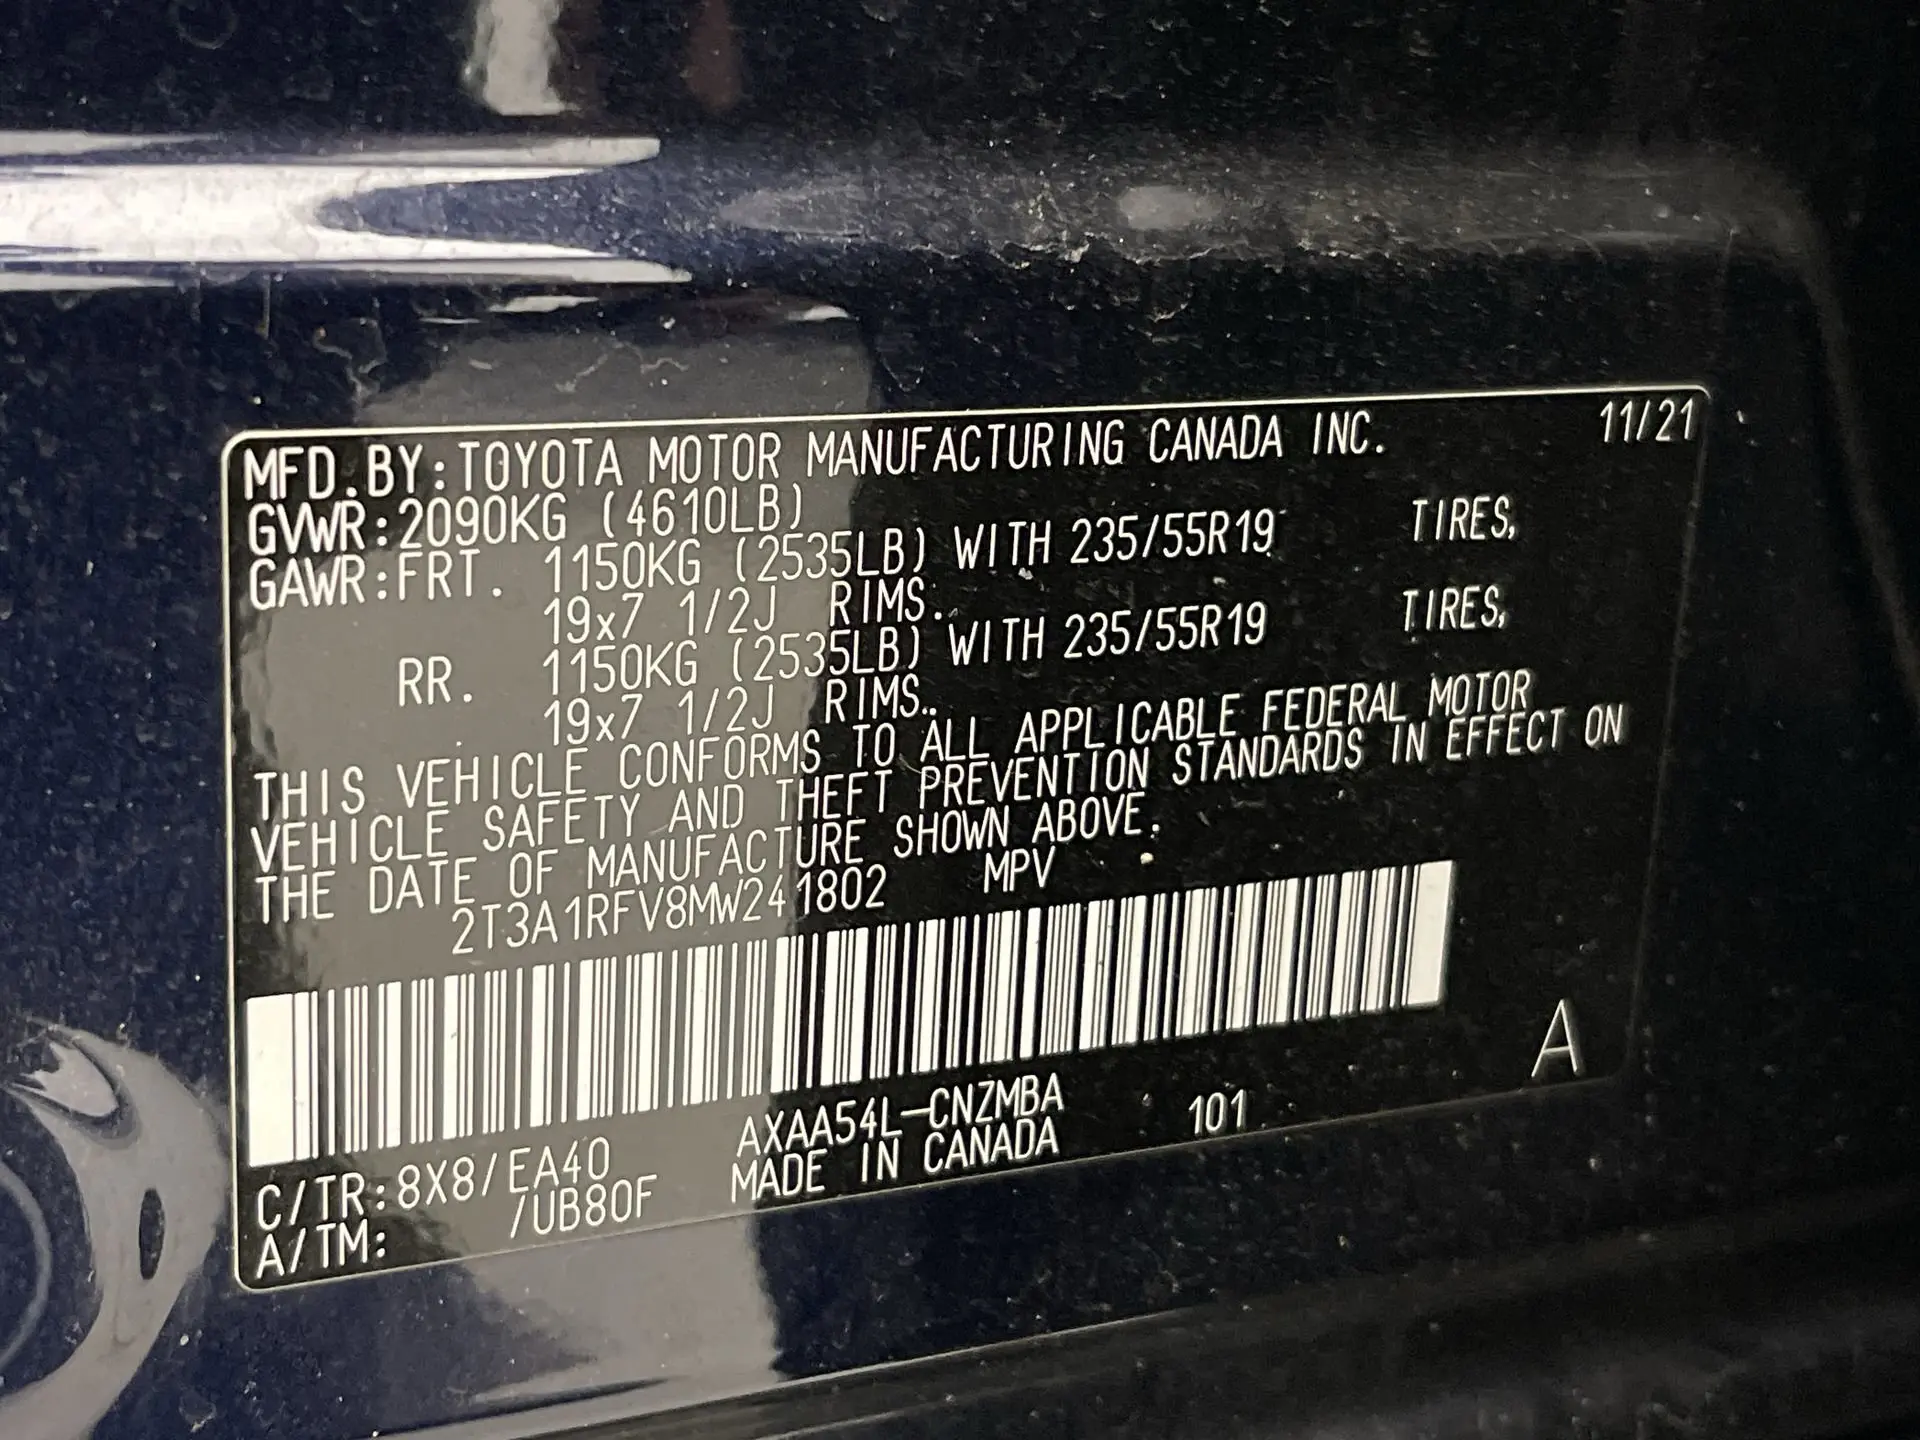 11/21
MFD.BY:TOYOTA MOTOR MANUFACTURING CANADA INC.
GVWR:2090KG (4610LB)
GAWR:FRT. 1150KG (2535LB) WITH 235/55R19 TIRES,
19x7 1/2J RIMS.
RR. 1150KG (2535LB) WITH 235/55R19 TIRES,
19x7 1/2J RIMS.
THIS VEHICLE CONFORMS TO ALL APPLICABLE FEDERAL MOTOR
VEHICLE SAFETY AND THEFT PREVENTION STANDARDS IN EFFECT ON
THE DATE OF MANUFACTURE SHOWN ABOVE.
2T3A1RFV8MW241802 MPV
A
C/TR:8X8/EA40 AXAA54L-CNZMBA 101
A/TM: /UB80F MADE IN CANADA